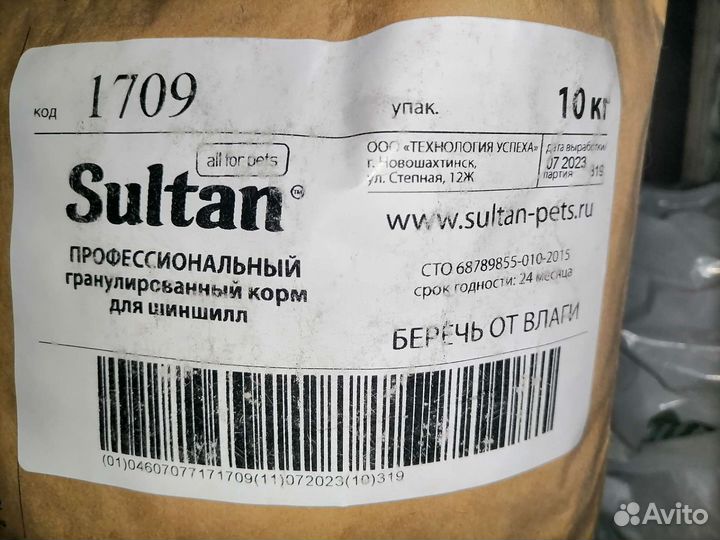 код 1709 упак. 10 кг
all for pets
Sultan™
ПРОФЕССИОНАЛЬНЫЙ
гранулированный корм
для шиншилл
ООО «ТЕХНОЛОГИЯ УСПЕХА»
г. Новошахтинск,
ул. Степная, 12Ж
дата выработки
07 2023
партия 319
www.sultan-pets.ru
СТО 68789855-010-2015
срок годности: 24 месяца
БЕРЕЧЬ ОТ ВЛАГИ
(01)04607077171709(11)072023(10)319
Avito